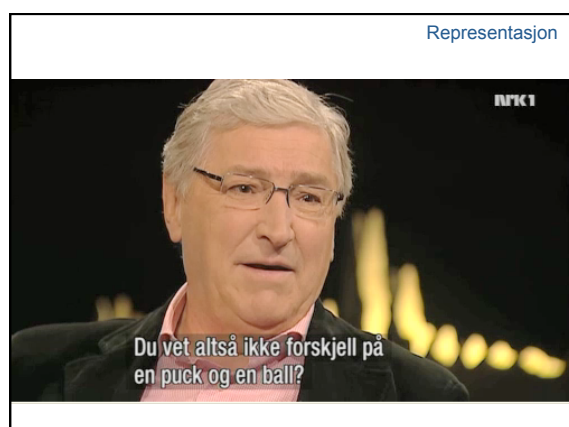 Representasjon
NRK1
Du vet altså ikke forskjell på
en puck og en ball?